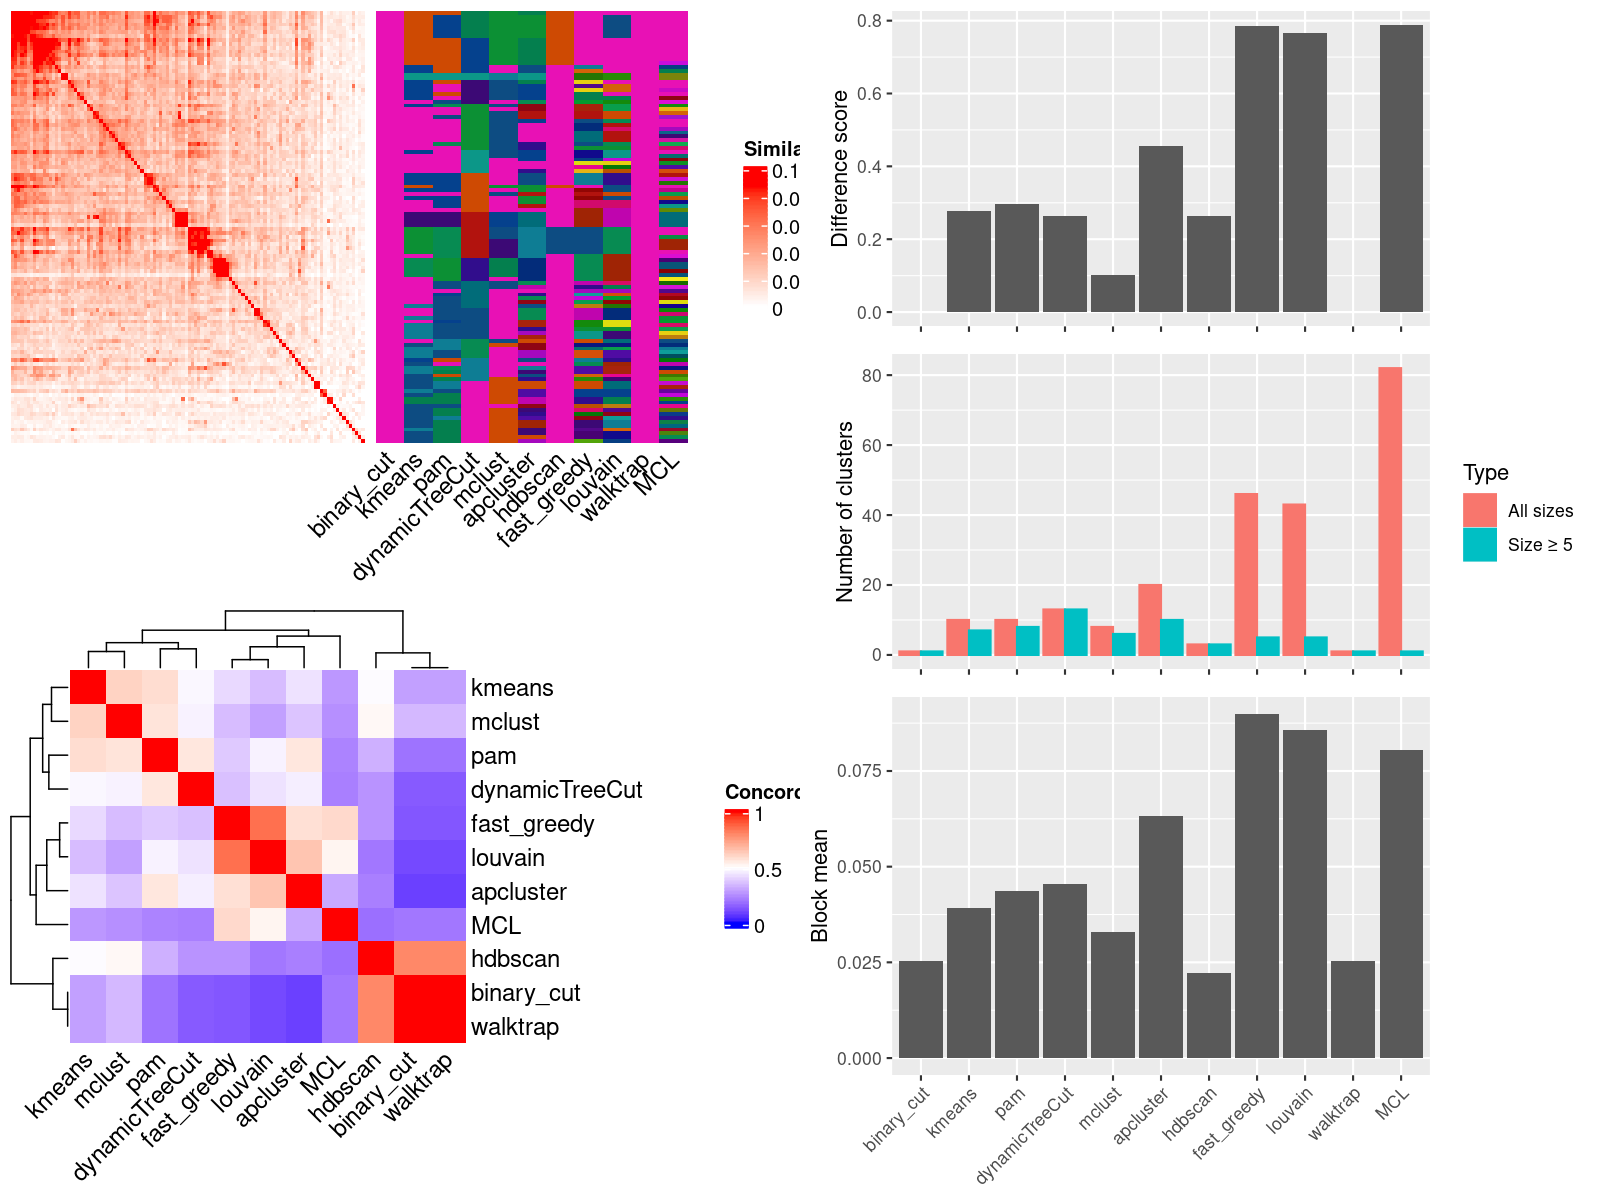 Simila
0.1
0.0
0.0
0.0
0.0
0
binary_cut
kmeans
pam
dynamicTreeCut
mclust
apcluster
hdbscan
fast_greedy
louvain
walktrap
MCL
kmeans
mclust
pam
dynamicTreeCut
fast_greedy
louvain
apcluster
MCL
hdbscan
binary_cut
walktrap
kmeans
mclust
pam
dynamicTreeCut
fast_greedy
louvain
apcluster
MCL
hdbscan
binary_cut
walktrap
Concord
1
0.5
0
Difference score
0.8
0.6
0.4
0.2
0.0
Number of clusters
80
60
40
20
0
Type
All sizes
Size ≥ 5
Block mean
0.075
0.050
0.025
0.000
binary_cut
kmeans
pam
dynamicTreeCut
mclust
apcluster
hdbscan
fast_greedy
louvain
walktrap
MCL